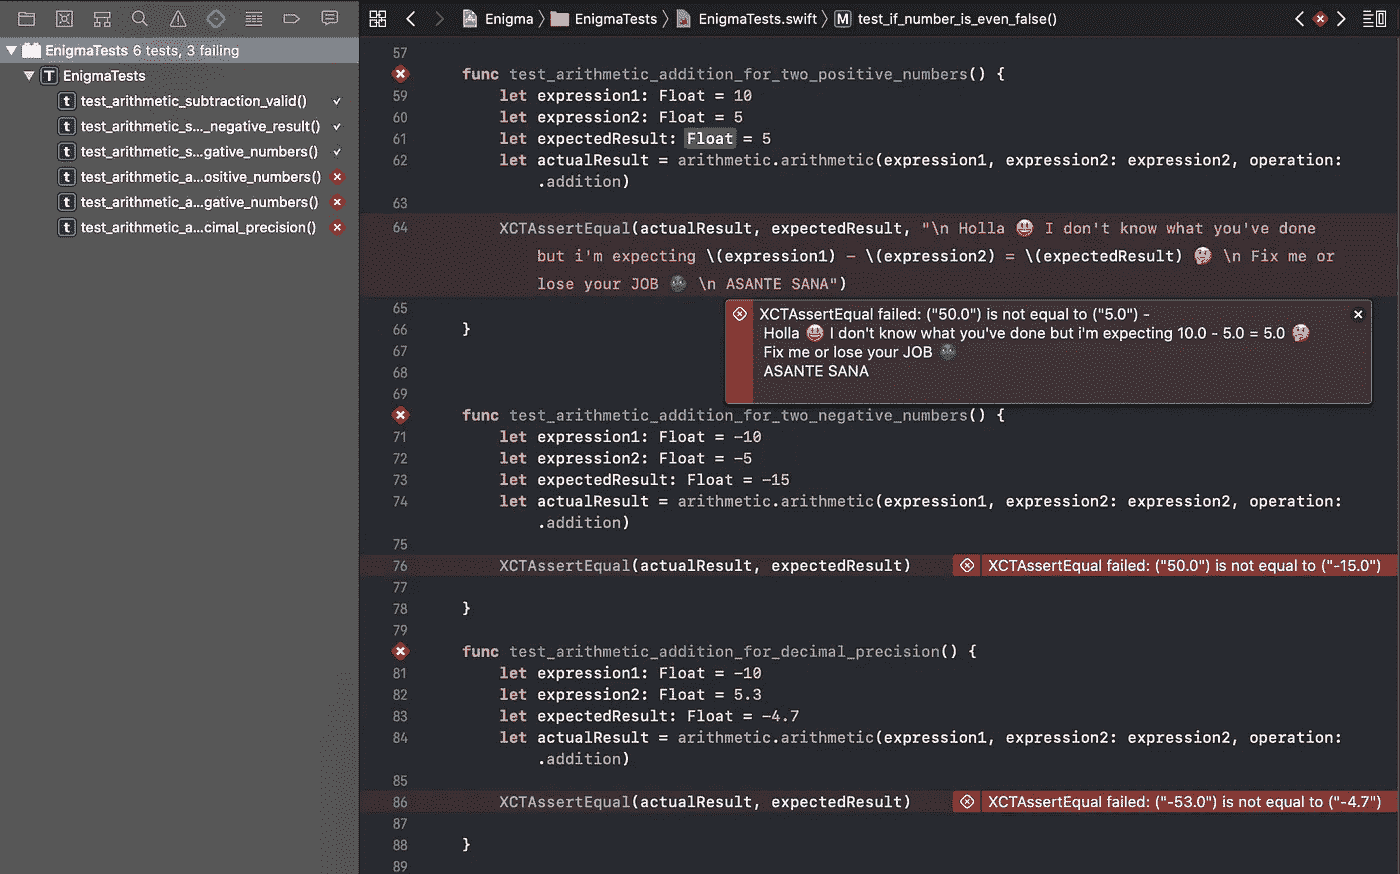 Enigma 〉 EnigmaTests 〉 EnigmaTests.swift 〉 M test_if_number_is_even_false()
EnigmaTests 6 tests, 3 failing
T EnigmaTests
t test_arithmetic_subtraction_valid()
t test_arithmetic_s..._negative_result()
t test_arithmetic_s...gative_numbers()
t test_arithmetic_a...ositive_numbers()
t test_arithmetic_a...gative_numbers()
t test_arithmetic_a...cimal_precision()
57
func test_arithmetic_addition_for_two_positive_numbers() {
59 let expression1: Float = 10
60 let expression2: Float = 5
61 let expectedResult: Float = 5
62 let actualResult = arithmetic.arithmetic(expression1, expression2: expression2, operation:
.addition)
63
64 XCTAssertEqual(actualResult, expectedResult, "\n Holla 😃 I don't know what you've done
but i'm expecting \(expression1) - \(expression2) = \(expectedResult) 🤔 \n Fix me or
lose your JOB 🌚 \n ASANTE SANA")
65
XCTAssertEqual failed: ("50.0") is not equal to ("5.0") -
Holla 😃 I don't know what you've done but i'm expecting 10.0 - 5.0 = 5.0 🤔
Fix me or lose your JOB 🌚
ASANTE SANA
66 }
67
68
69
func test_arithmetic_addition_for_two_negative_numbers() {
71 let expression1: Float = -10
72 let expression2: Float = -5
73 let expectedResult: Float = -15
74 let actualResult = arithmetic.arithmetic(expression1, expression2: expression2, operation:
.addition)
75
76 XCTAssertEqual(actualResult, expectedResult) XCTAssertEqual failed: ("50.0") is not equal to ("-15.0")
77
78 }
79
func test_arithmetic_addition_for_decimal_precision() {
81 let expression1: Float = -10
82 let expression2: Float = 5.3
83 let expectedResult: Float = -4.7
84 let actualResult = arithmetic.arithmetic(expression1, expression2: expression2, operation:
.addition)
85
86 XCTAssertEqual(actualResult, expectedResult) XCTAssertEqual failed: ("-53.0") is not equal to ("-4.7")
87
88 }
89